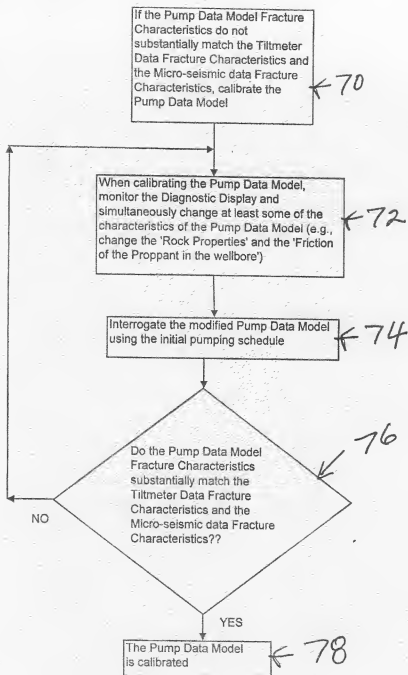 If the Pump Data Model Fracture
Characteristics do not
substantially match the Tiltmeter
Data Fracture Characteristics and
the Micro-seismic data Fracture
Characteristics, calibrate the
Pump Data Model
70
When calibrating the Pump Data Model,
monitor the Diagnostic Display and
simultaneously change at least some of the
characteristics of the Pump Data Model (e.g.,
change the 'Rock Properties' and the 'Friction
of the Proppant in the wellbore')
72
Interrogate the modified Pump Data Model
using the initial pumping schedule
74
76
Do the Pump Data Model
Fracture Characteristics
substantially match the
Tiltmeter Data Fracture
Characteristics and the
Micro-seismic data Fracture
Characteristics??
NO
YES
The Pump Data Model
is calibrated
78